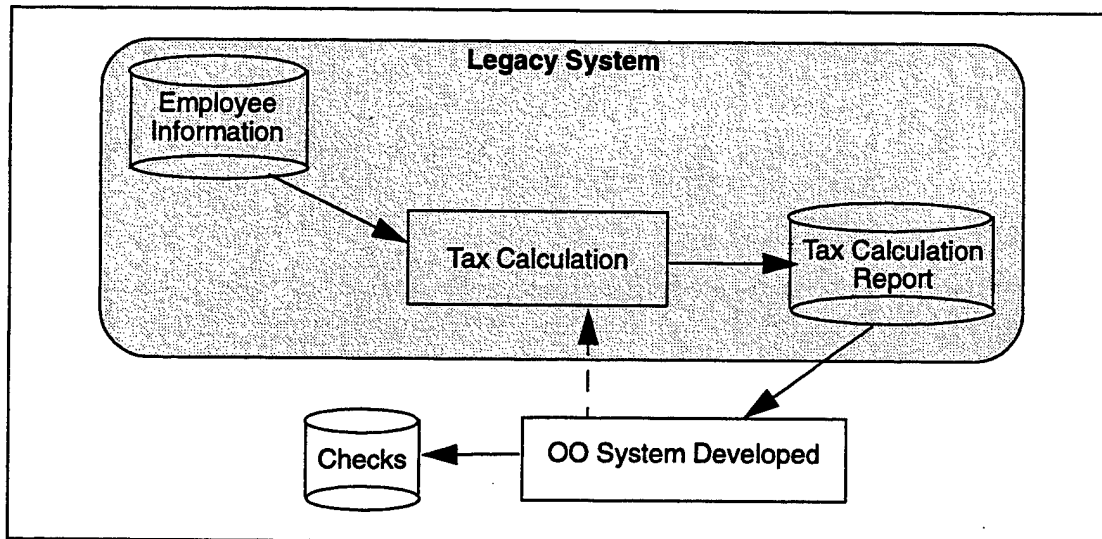 Legacy System
Employee
Information
Tax Calculation
Tax Calculation
Report
Checks
OO System Developed